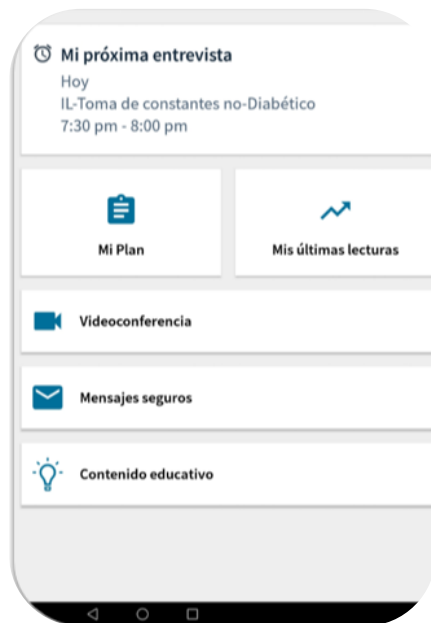 Mi próxima entrevista
Hoy
IL-Toma de constantes no-Diabético
7:30 pm - 8:00 pm
Mi Plan
Mis últimas lecturas
Videoconferencia
Mensajes seguros
Contenido educativo